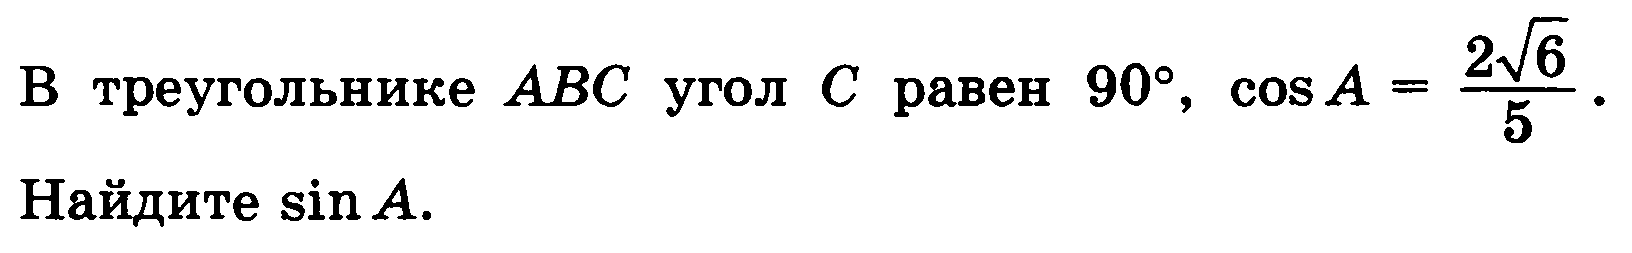 В треугольнике ABC угол C равен 90°, cos A = 2√6/5.
Найдите sin A.